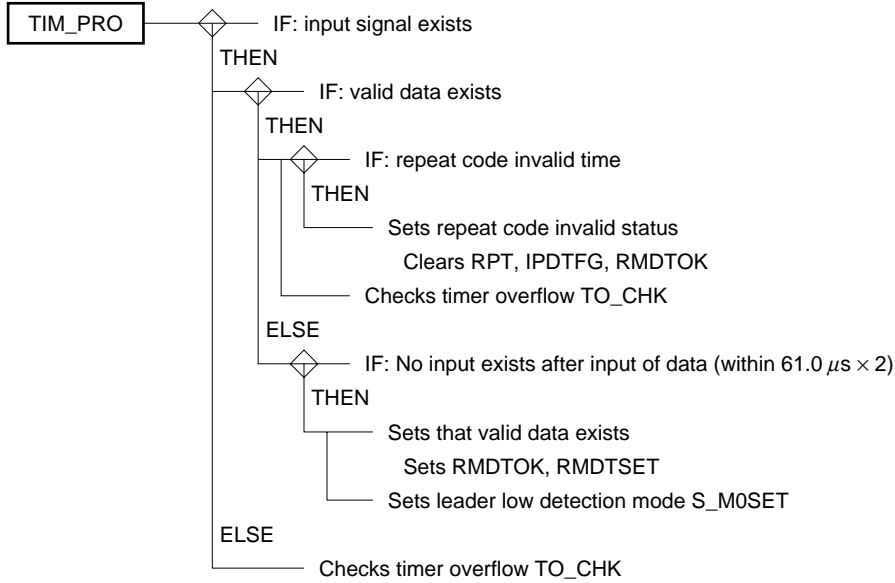 TIM_PRO IF: input signal exists
THEN
IF: valid data exists
THEN
IF: repeat code invalid time
THEN
Sets repeat code invalid status
Clears RPT, IPDTFG, RMDTOK
Checks timer overflow TO_CHK
ELSE
IF: No input exists after input of data (within 61.0 μs × 2)
THEN
Sets that valid data exists
Sets RMDTOK, RMDTSET
Sets leader low detection mode S_M0SET
ELSE
Checks timer overflow TO_CHK